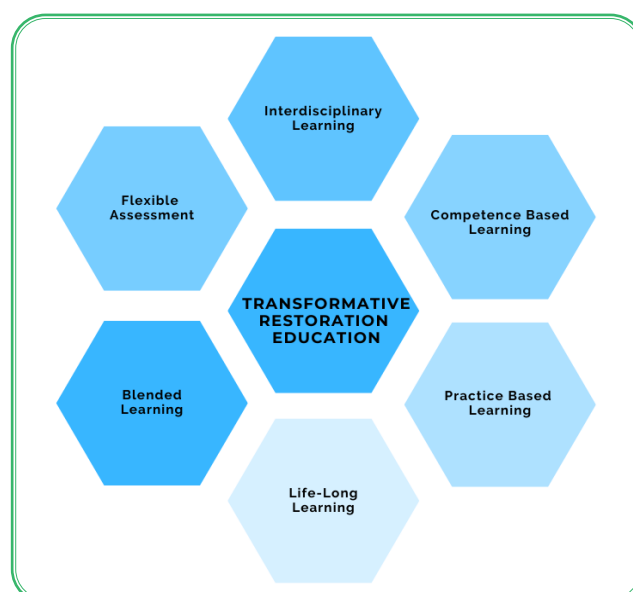 Interdisciplinary
Learning
Flexible
Assessment
Competence Based
Learning
TRANSFORMATIVE
RESTORATION
EDUCATION
Blended
Learning
Practice Based
Learning
Life-Long
Learning